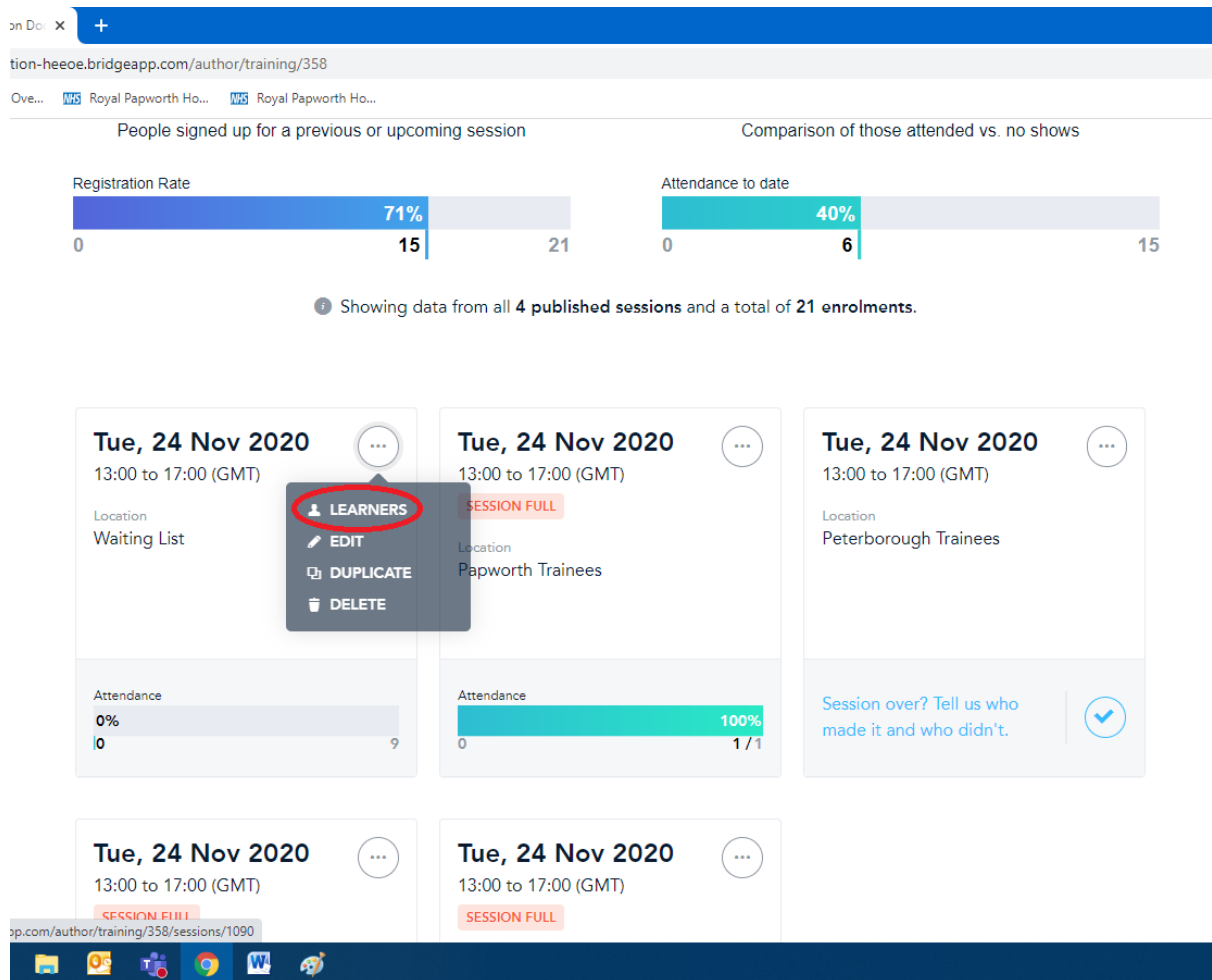 on Doc
tion-heeoe.bridgeapp.com/author/training/358
Ove... NHS Royal Papworth Ho... NHS Royal Papworth Ho...
People signed up for a previous or upcoming session
Comparison of those attended vs. no shows
Registration Rate
71%
0 15 21
Attendance to date
40%
0 6 15
Showing data from all 4 published sessions and a total of 21 enrolments.
Tue, 24 Nov 2020
13:00 to 17:00 (GMT)
Location
Waiting List
LEARNERS
EDIT
DUPLICATE
DELETE
Attendance
0%
0 9
Tue, 24 Nov 2020
13:00 to 17:00 (GMT)
SESSION FULL
Location
Papworth Trainees
Attendance
100%
0 1 / 1
Tue, 24 Nov 2020
13:00 to 17:00 (GMT)
Location
Peterborough Trainees
Session over? Tell us who
made it and who didn't.
Tue, 24 Nov 2020
13:00 to 17:00 (GMT)
SESSION FULL
Tue, 24 Nov 2020
13:00 to 17:00 (GMT)
SESSION FULL
op.com/author/training/358/sessions/1090